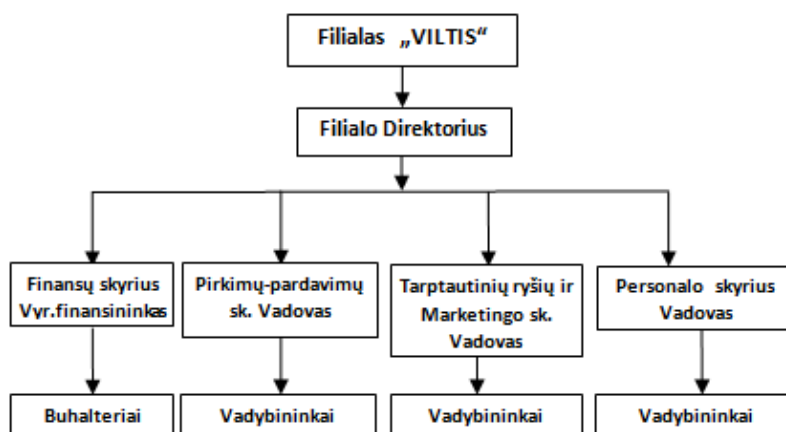 Filialas „VILTIS“
Filialo Direktorius
Finansų skyrius
Vyr.finansininkas
Pirkimų-pardavimų
sk. Vadovas
Tarptautinių ryšių ir
Marketingo sk.
Vadovas
Personalo skyrius
Vadovas
Buhalteriai
Vadybininkai
Vadybininkai
Vadybininkai